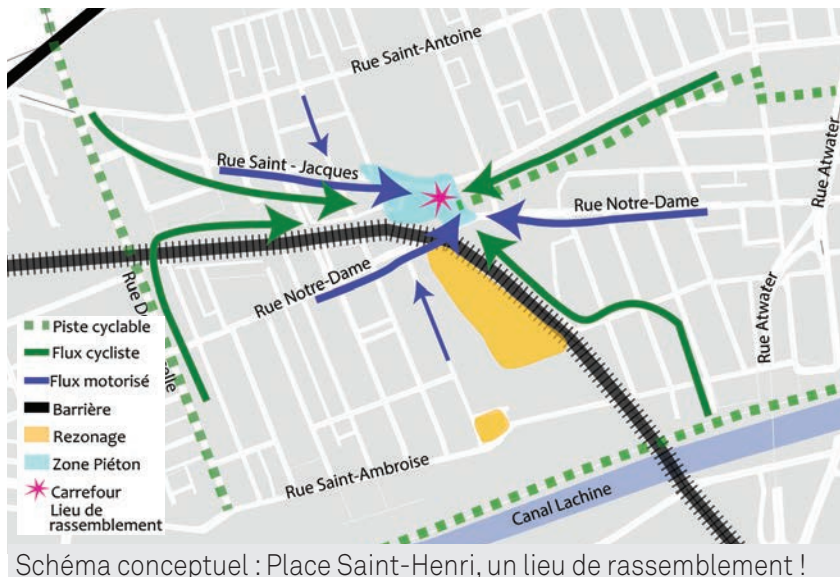 Rue Saint-Antoine
Rue Saint - Jacques
Rue Atwater
Rue Notre-Dame
Rue Notre-Dame
Rue Atwater
Rue Saint-Ambroise
Canal Lachine
Piste cyclable
Flux cycliste
Flux motorisé
Barrière
Rezonage
Zone Piéton
Carrefour
Lieu de
rassemblement
Schéma conceptuel : Place Saint-Henri, un lieu de rassemblement !